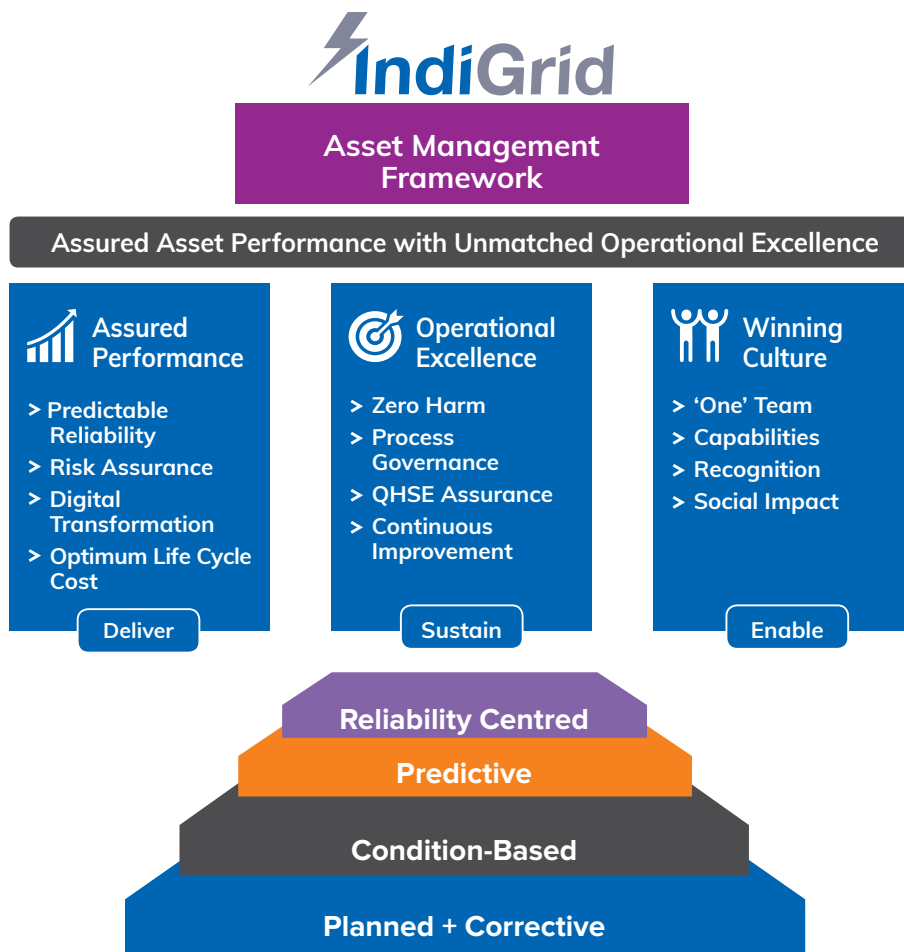 IndiGrid
Asset Management
Framework
Assured Asset Performance with Unmatched Operational Excellence
Assured
Performance
> Predictable
Reliability
> Risk Assurance
> Digital
Transformation
> Optimum Life Cycle
Cost
Deliver
Operational
Excellence
> Zero Harm
> Process
Governance
> QHSE Assurance
> Continuous
Improvement
Sustain
Winning
Culture
> ‘One’ Team
> Capabilities
> Recognition
> Social Impact
Enable
Reliability Centred
Predictive
Condition-Based
Planned + Corrective